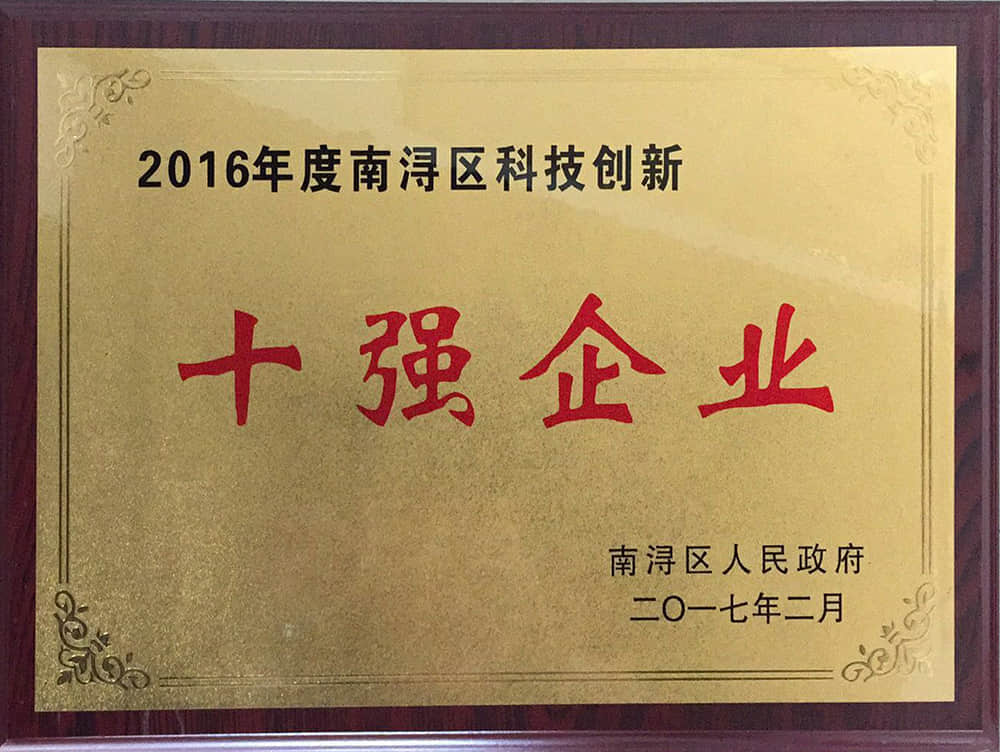 2016年度南浔区科技创新
十强企业
南浔区人民政府
二〇一七年二月